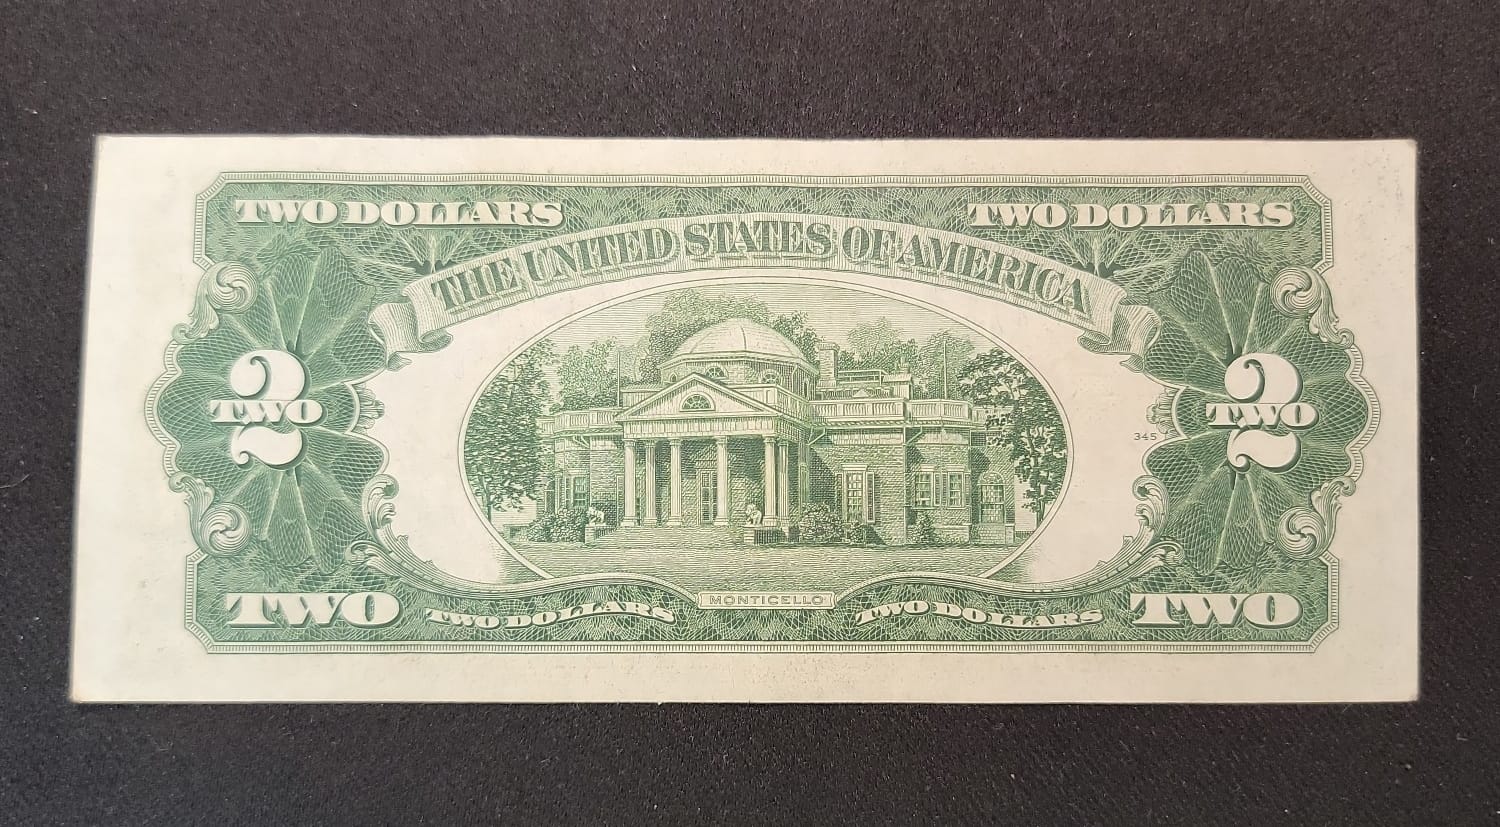 TWO DOLLARS
TWO DOLLARS
THE UNITED STATES OF AMERICA
2
TWO
2
TWO
345
TWO
TWO DOLLARS
MONTICELLO
TWO DOLLARS
TWO